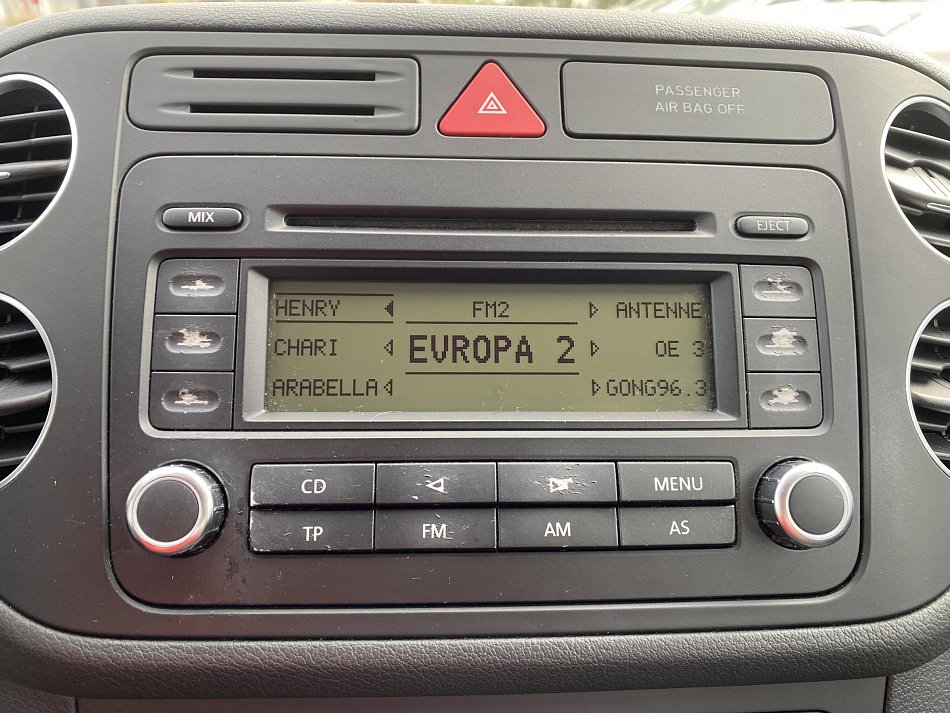 PASSENGER
AIR BAG OFF
MIX
EJECT
HENRY FM2 ANTENNE
CHARI EVROPA 2 OE 3
ARABELLA GONG96.3
CD MENU
TP FM AM AS